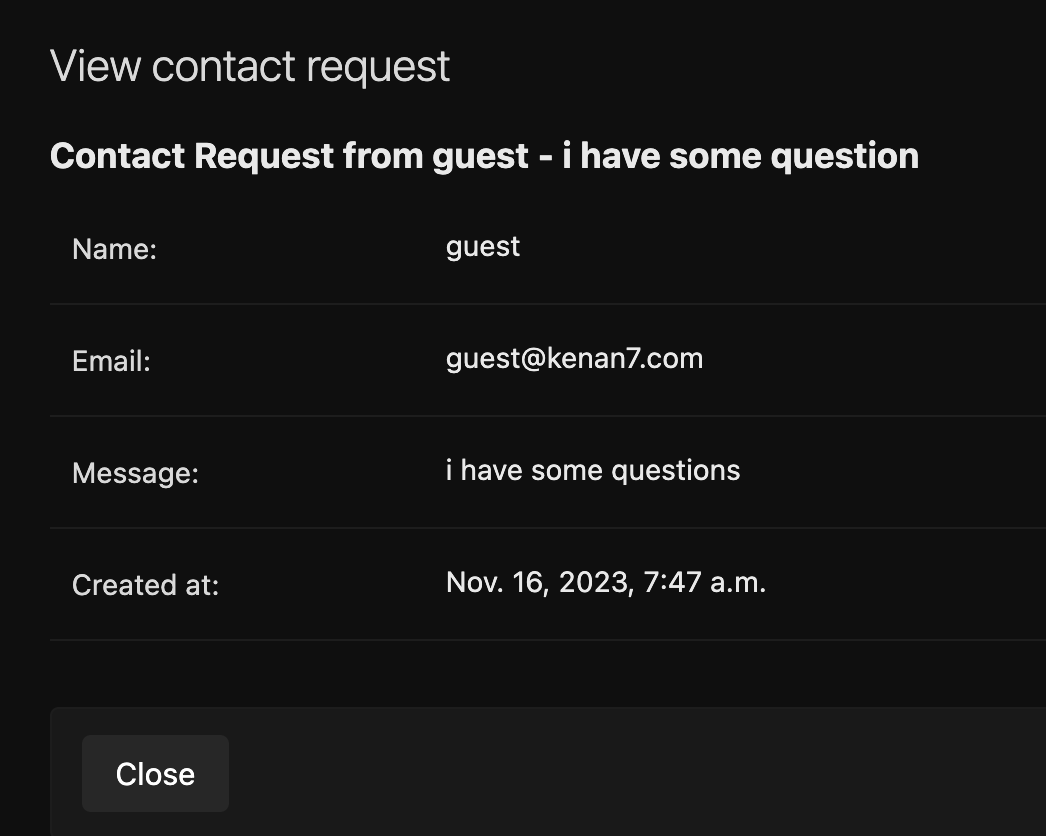 View contact request
Contact Request from guest - i have some question
Name: guest
Email: guest@kenan7.com
Message: i have some questions
Created at: Nov. 16, 2023, 7:47 a.m.
Close